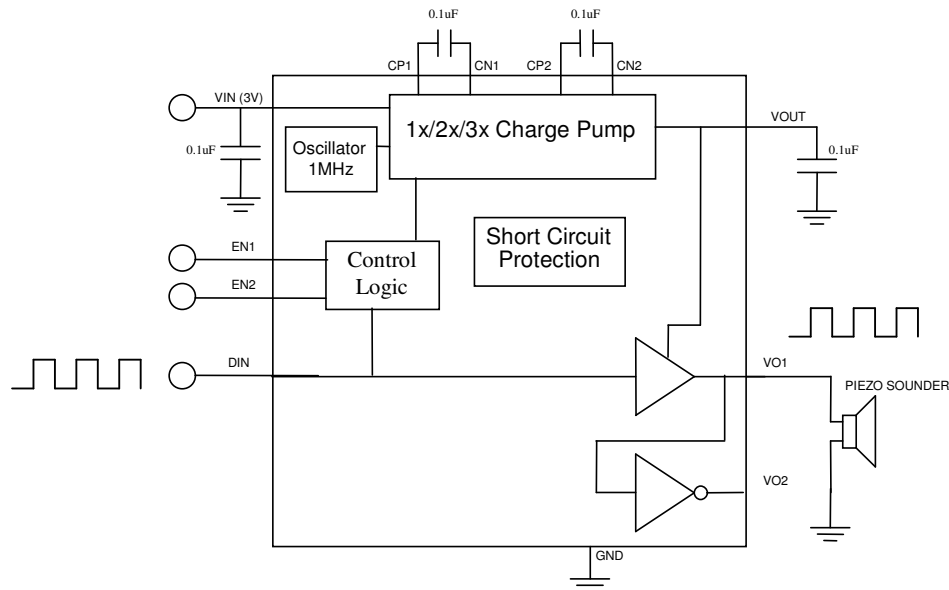 0.1uF
0.1uF
CP1
CN1
CP2
CN2
VIN (3V)
1x/2x/3x Charge Pump
VOUT
0.1uF
Oscillator
1MHz
0.1uF
EN1
EN2
Control
Logic
Short Circuit
Protection
DIN
VO1
PIEZO SOUNDER
VO2
GND